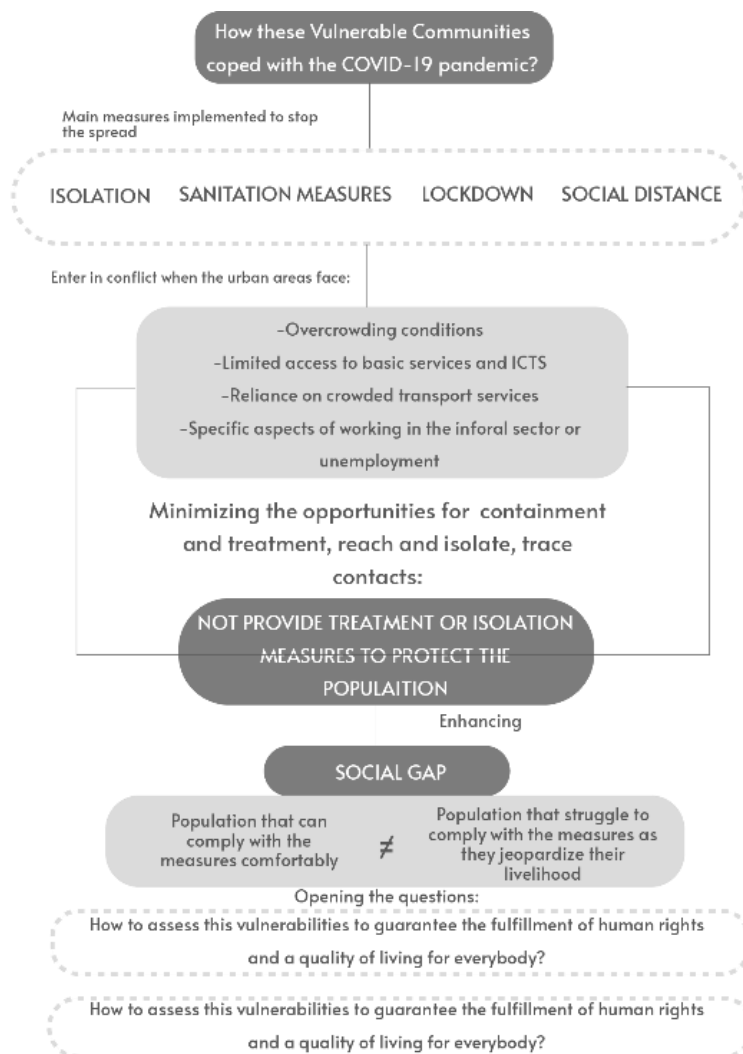 How these Vulnerable Communities
coped with the COVID-19 pandemic?
Main measures implemented to stop
the spread
ISOLATION SANITATION MEASURES LOCKDOWN SOCIAL DISTANCE
Enter in conflict when the urban areas face:
-Overcrowding conditions
-Limited access to basic services and ICTS
-Reliance on crowded transport services
-Specific aspects of working in the inforal sector or
unemployment
Minimizing the opportunities for containment
and treatment, reach and isolate, trace
contacts:
NOT PROVIDE TREATMENT OR ISOLATION
MEASURES TO PROTECT THE
POPULAITION
Enhancing
SOCIAL GAP
Population that can
comply with the
measures comfortably
≠
Population that struggle to
comply with the measures as
they jeopardize their
livelihood
Opening the questions:
How to assess this vulnerabilities to guarantee the fulfillment of human rights
and a quality of living for everybody?
How to assess this vulnerabilities to guarantee the fulfillment of human rights
and a quality of living for everybody?